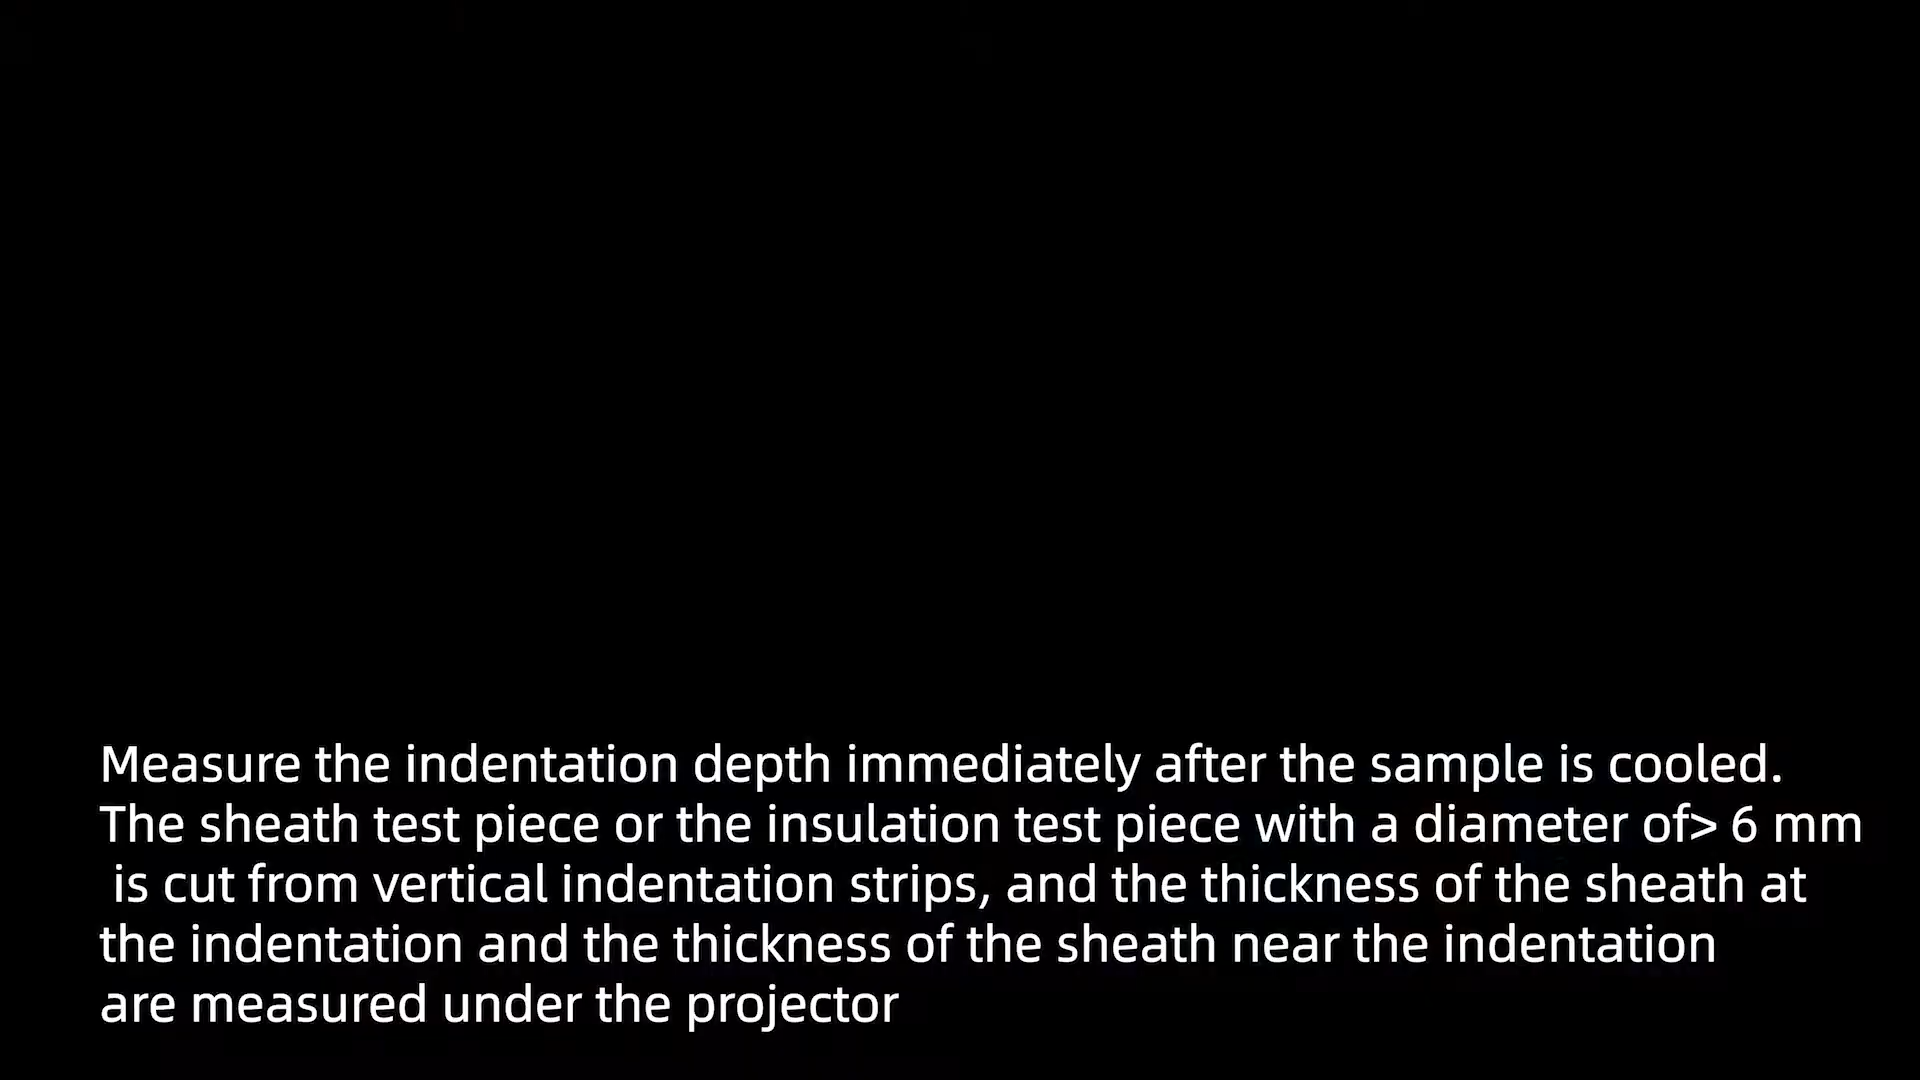 Measure the indentation depth immediately after the sample is cooled.
The sheath test piece or the insulation test piece with a diameter of> 6 mm
is cut from vertical indentation strips, and the thickness of the sheath at
the indentation and the thickness of the sheath near the indentation
are measured under the projector